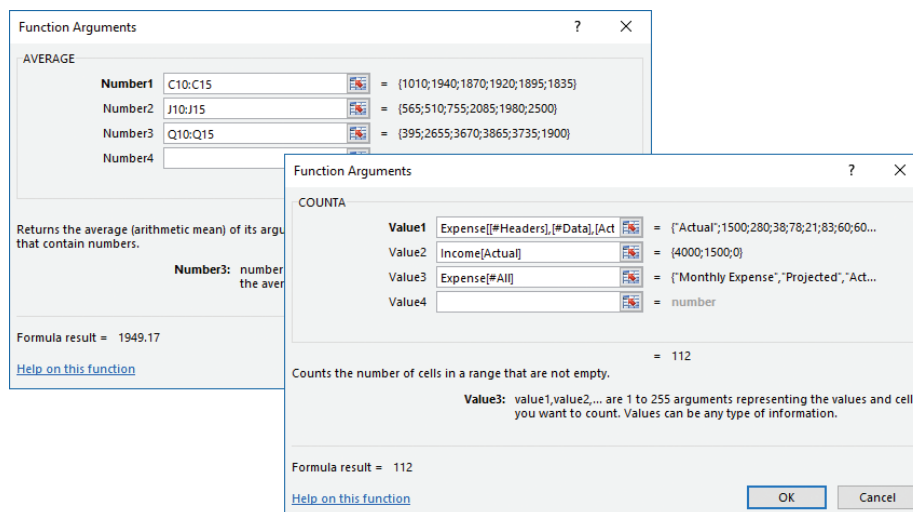 Function Arguments ? ×
AVERAGE
Number1 C10:C15 = {1010;1940;1870;1920;1895;1835}
Number2 J10:J15 = {565;510;755;2085;1980;2500}
Number3 Q10:Q15 = {395;2655;3670;3865;3735;1900}
Number4
Returns the average (arithmetic mean) of its argu
that contain numbers.
Number3: number
the aver
Formula result = 1949.17
Help on this function
Function Arguments ? ×
COUNTA
Value1 Expense[[#Headers],[#Data],[Act = {"Actual";1500;280;38;78;21;83;60;60...
Value2 Income[Actual] = {4000;1500;0}
Value3 Expense[#All] = {"Monthly Expense","Projected","Act...
Value4 = number
= 112
Counts the number of cells in a range that are not empty.
Value3: value1,value2,... are 1 to 255 arguments representing the values and cell
you want to count. Values can be any type of information.
Formula result = 112
Help on this function OK Cancel